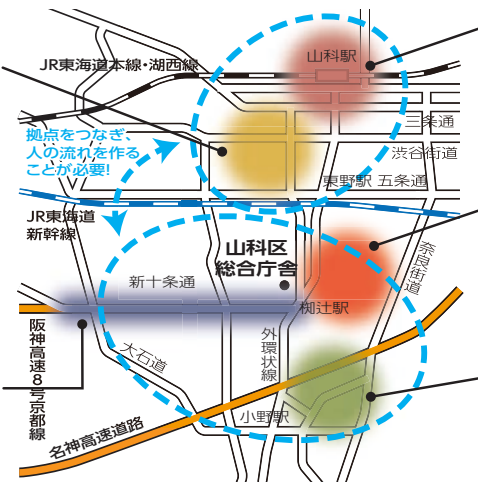 山科駅
JR東海道本線・湖西線
三条通
拠点をつなぎ、
人の流れを作る
ことが必要!
渋谷街道
東野駅 五条通
JR東海道
新幹線
山科区
総合庁舎
奈良街道
新十条通
椥辻駅
阪神高速8号京都線
大石道
外環状線
小野駅
名神高速道路